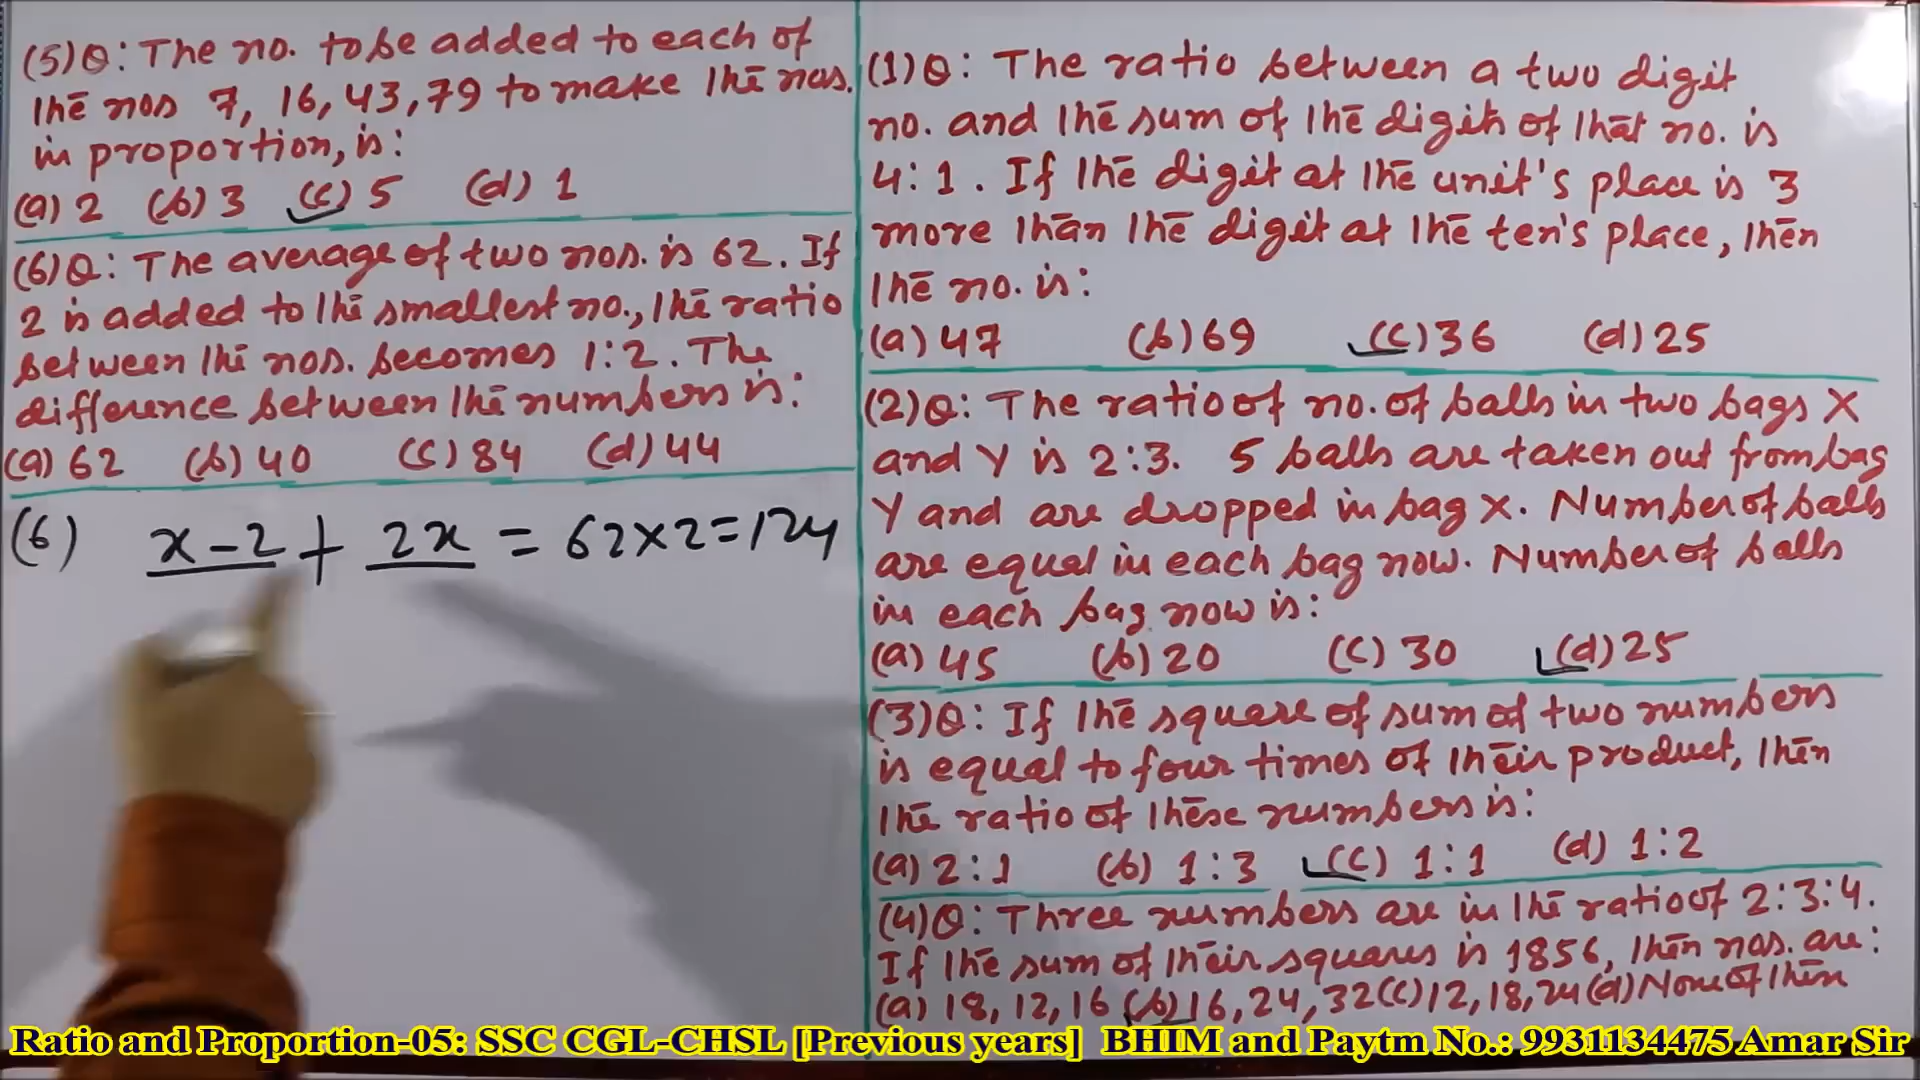 (5)Q: The no. to be added to each of
the nos 7, 16, 43, 79 to make the nos.
in proportion, is:
(a) 2 (b) 3 (c) 5 (d) 1
(6)Q: The average of two nos. is 62. If
2 is added to the smallest no., the ratio
between the nos. becomes 1:2. The
difference between the numbers is:
(a) 62 (b) 40 (c) 84 (d) 44
(6) x-2 + 2x = 62×2=124
(1)Q: The ratio between a two digit
no. and the sum of the digits of that no. is
4:1. If the digit at the unit's place is 3
more than the digit at the ten's place, then
the no. is:
(a) 47 (b) 69 (c) 36 (d) 25
(2)Q: The ratio of no. of balls in two bags X
and Y is 2:3. 5 balls are taken out from bag
Y and are dropped in bag X. Number of balls
are equal in each bag now. Number of balls
in each bag now is:
(a) 45 (b) 20 (c) 30 (d) 25
(3)Q: If the square of sum of two numbers
is equal to four times of their product, then
the ratio of these numbers is:
(a) 2:1 (b) 1:3 (c) 1:1 (d) 1:2
(4)Q: Three numbers are in the ratio of 2:3:4.
If the sum of their squares is 1856, then nos. are:
(a) 18, 12, 16 (b) 16, 24, 32 (c) 12, 18, 24 (d) None of them
Ratio and Proportion-05: SSC CGL-CHSL [Previous years] BHIM and Paytm No.: 9931134475 Amar Sir